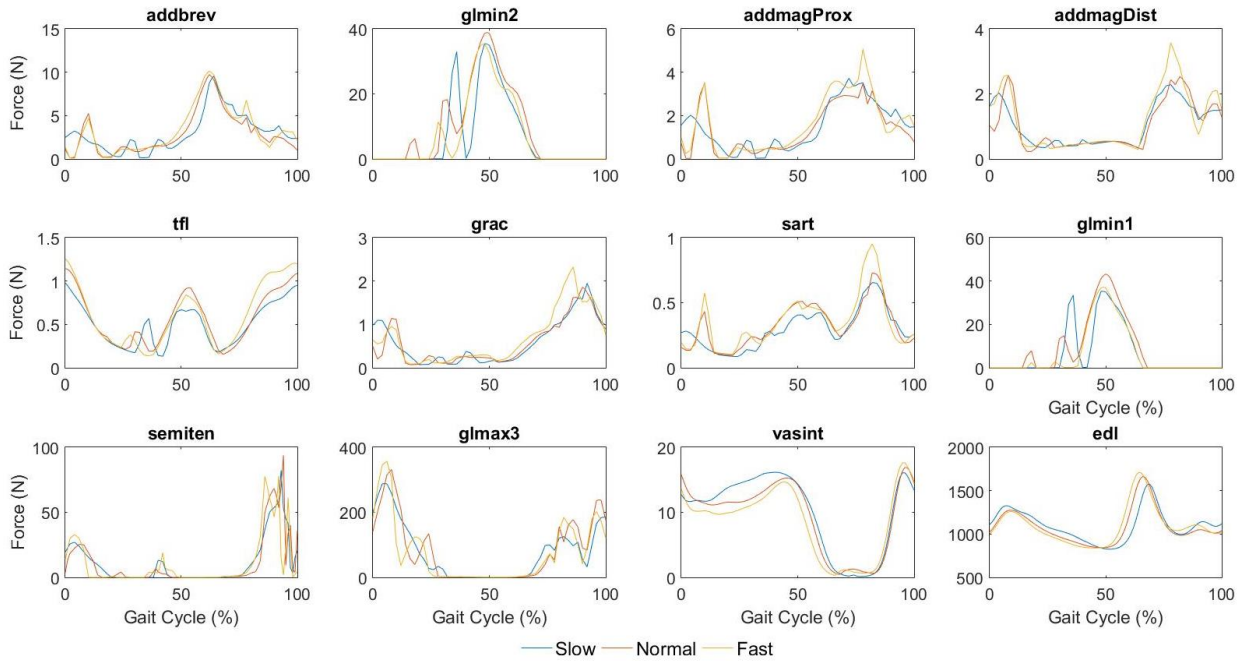 addbrev glmin2 addmagProx addmagDist
15 40 6 4
10 4
Force (N) 20 2
5 2
0 0 0 0
0 50 100 0 50 100 0 50 100 0 50 100
tfl grac sart glmin1
1.5 3 1 60
1 2 40
Force (N) 0.5
0.5 1 20
0 0 0 0
0 50 100 0 50 100 0 50 100 0 50 100
Gait Cycle (%)
semiten glmax3 vasint edl
100 400 20 2000
1500
Force (N) 50 200 10
1000
0 0 0 500
0 50 100 0 50 100 0 50 100 0 50 100
Gait Cycle (%) Gait Cycle (%) Gait Cycle (%) Gait Cycle (%)
Slow Normal Fast